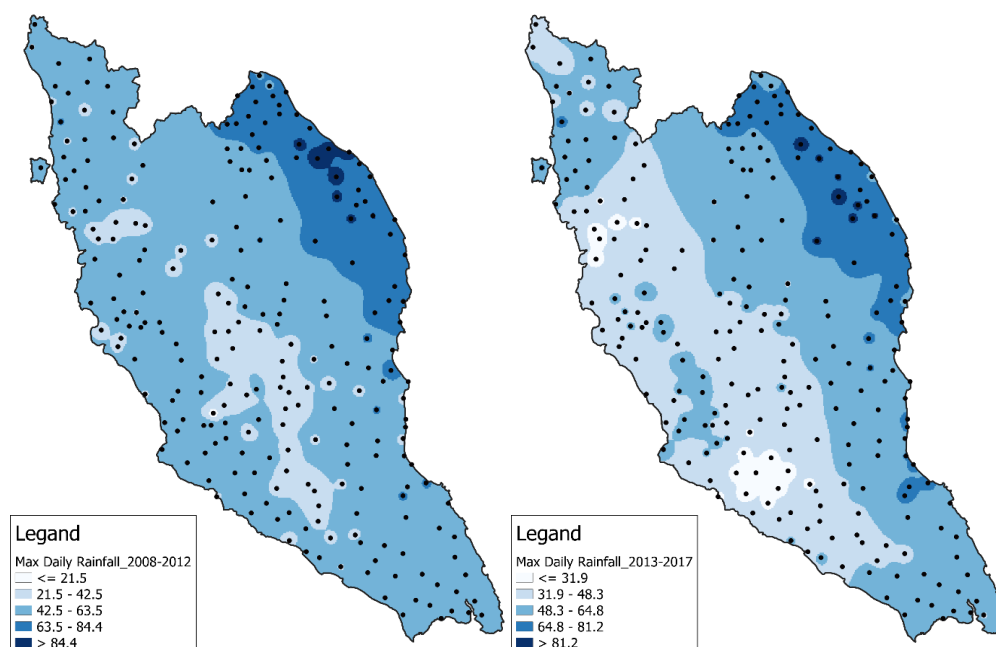 Legand
Max Daily Rainfall_2008-2012
<= 21.5
21.5 - 42.5
42.5 - 63.5
63.5 - 84.4
> 84.4
Legand
Max Daily Rainfall_2013-2017
<= 31.9
31.9 - 48.3
48.3 - 64.8
64.8 - 81.2
> 81.2